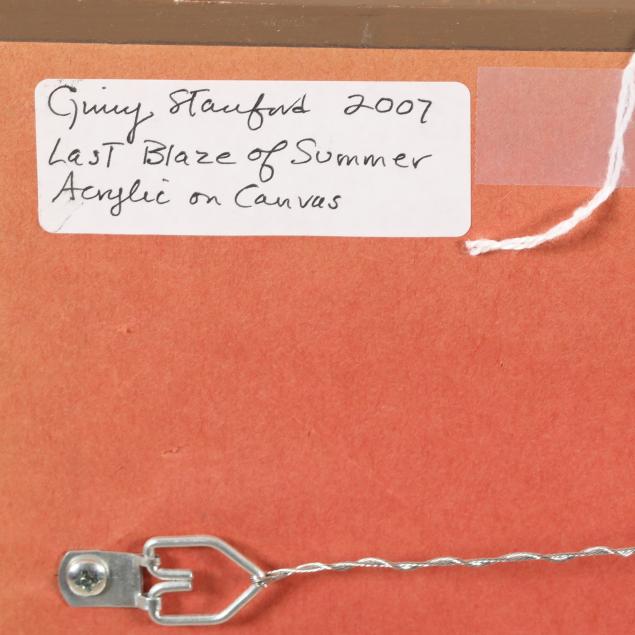 Ginny Stanford 2007
Last Blaze of Summer
Acrylic on Canvas